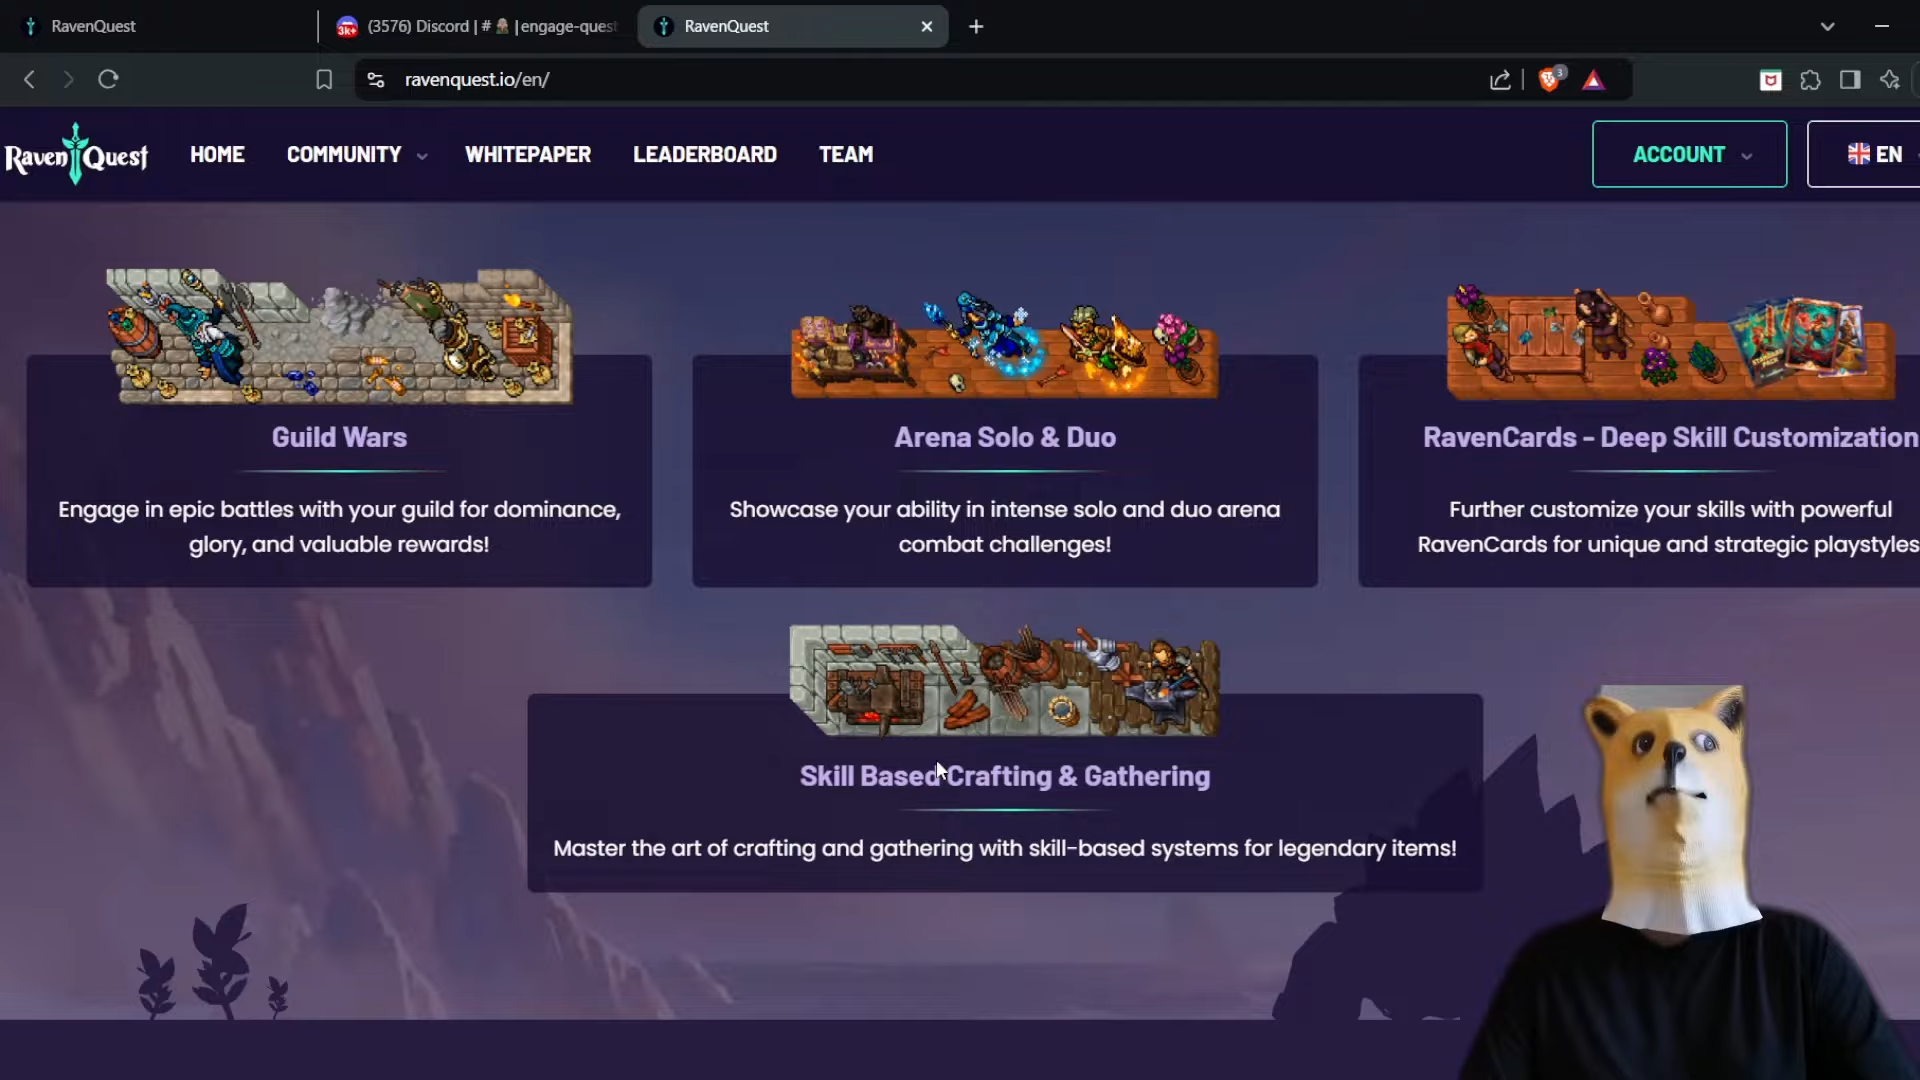 RavenQuest
(3576) Discord | # | engage-quest
RavenQuest
3k+
ravenquest.io/en/
3
Raven Quest
HOME
COMMUNITY
WHITEPAPER
LEADERBOARD
TEAM
ACCOUNT
EN
Guild Wars
Engage in epic battles with your guild for dominance,
glory, and valuable rewards!
Arena Solo & Duo
Showcase your ability in intense solo and duo arena
combat challenges!
RavenCards - Deep Skill Customization
Further customize your skills with powerful
RavenCards for unique and strategic playstyles
Skill Based Crafting & Gathering
Master the art of crafting and gathering with skill-based systems for legendary items!